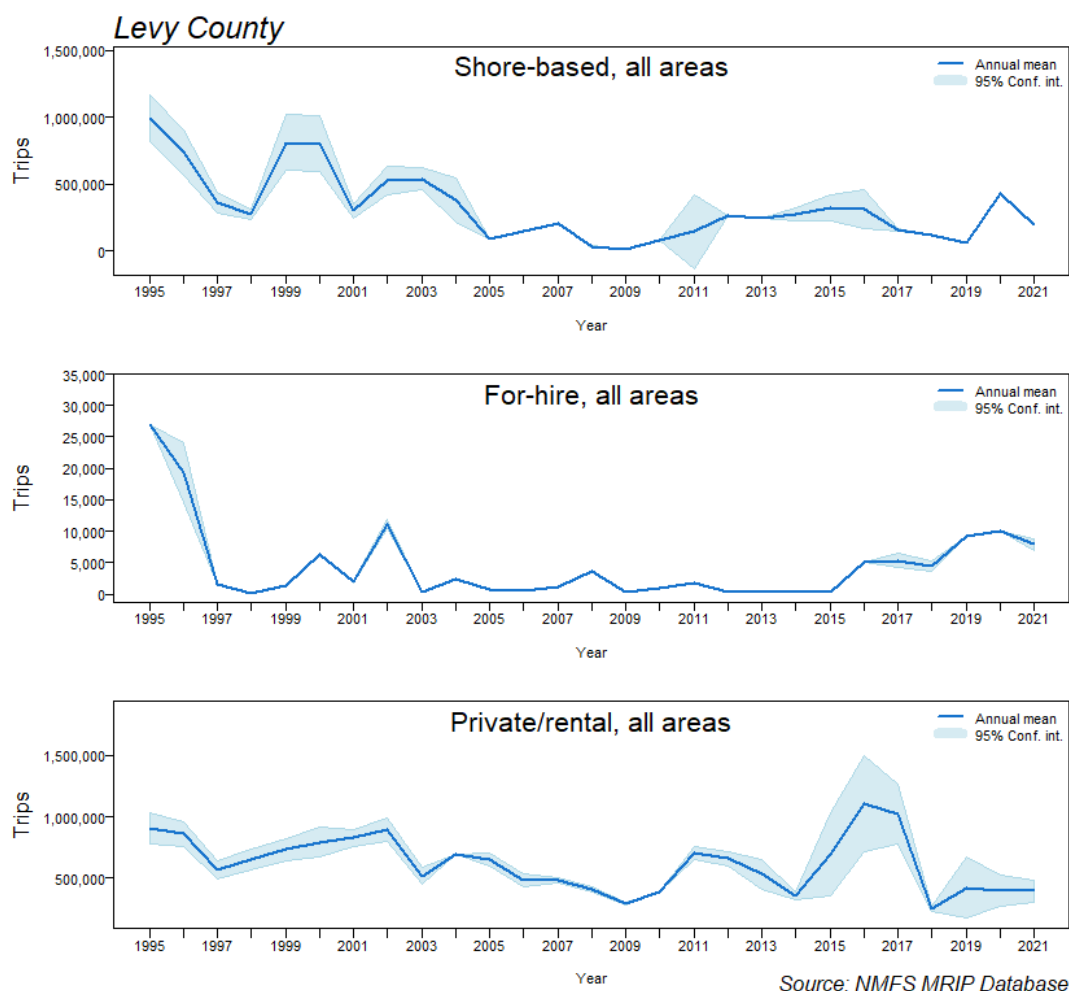 Levy County
Shore-based, all areas
Annual mean
95% Conf. int.
Trips
1,500,000
1,000,000
500,000
0
1995 1997 1999 2001 2003 2005 2007 2009 2011 2013 2015 2017 2019 2021
Year
For-hire, all areas
Annual mean
95% Conf. int.
Trips
35,000
30,000
25,000
20,000
15,000
10,000
5,000
0
1995 1997 1999 2001 2003 2005 2007 2009 2011 2013 2015 2017 2019 2021
Year
Private/rental, all areas
Annual mean
95% Conf. int.
Trips
1,500,000
1,000,000
500,000
1995 1997 1999 2001 2003 2005 2007 2009 2011 2013 2015 2017 2019 2021
Year
Source: NMFS MRIP Database